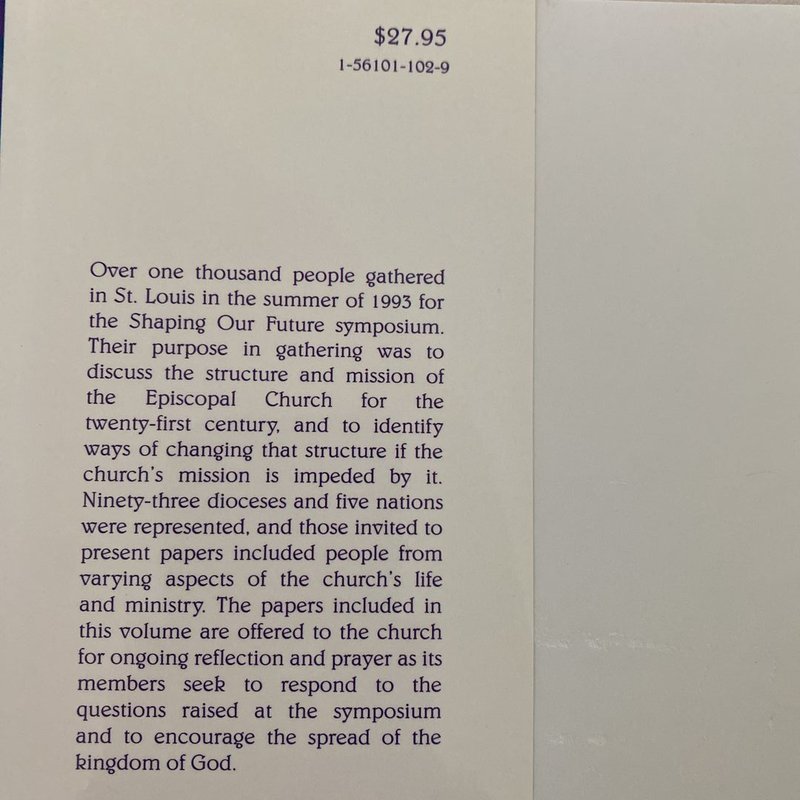 $27.95
1-56101-102-9
Over one thousand people gathered
in St. Louis in the summer of 1993 for
the Shaping Our Future symposium.
Their purpose in gathering was to
discuss the structure and mission of
the Episcopal Church for the
twenty-first century, and to identify
ways of changing that structure if the
church's mission is impeded by it.
Ninety-three dioceses and five nations
were represented, and those invited to
present papers included people from
varying aspects of the church's life
and ministry. The papers included in
this volume are offered to the church
for ongoing reflection and prayer as its
members seek to respond to the
questions raised at the symposium
and to encourage the spread of the
kingdom of God.